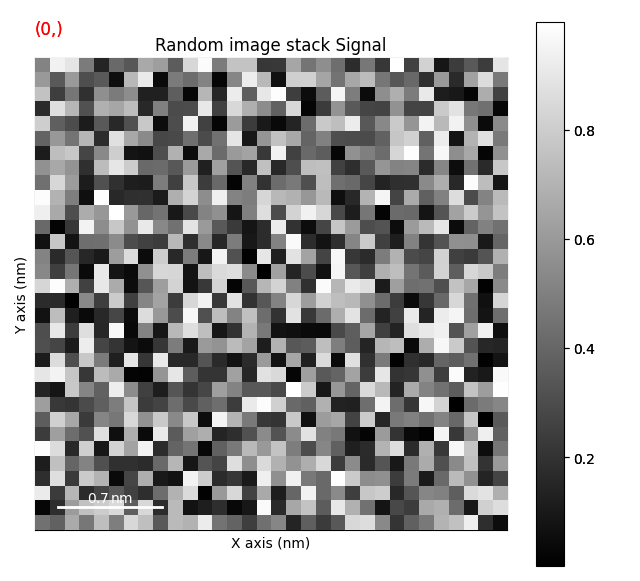 (0,)
Random image stack Signal
0.8
0.6
0.4
0.2
Y axis (nm)
0.7 nm
X axis (nm)